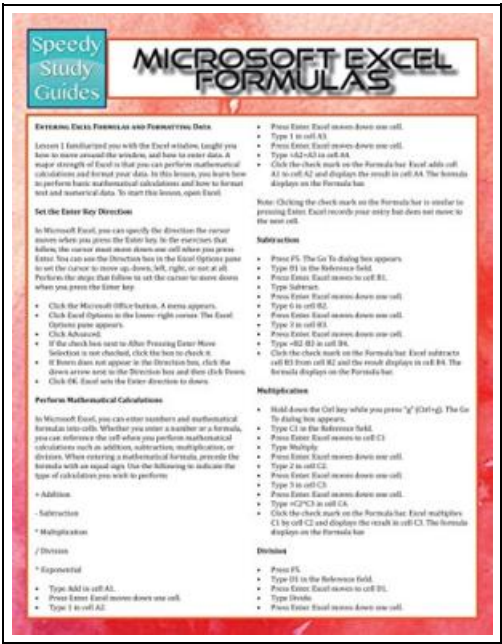 Speedy
Study
Guides
MICROSOFT EXCEL
FORMULAS
ENTERING EXCEL FORMULAS AND FORMATTING DATA
Lesson 1 familiarized you with the Excel window, taught you
how to move around the window, and how to enter data. A
major strength of Excel is that you can perform mathematical
calculations and format your data. In this lesson, you learn how
to perform basic mathematical calculations and how to format
text and numerical data. To start this lesson, open Excel.
Set the Enter Key Direction
In Microsoft Excel, you can specify the direction the cursor
moves when you press the Enter key. In the exercises that
follow, the cursor must move down one cell when you press
Enter. You can use the Direction box in the Excel Options pane
to set the cursor to move up, down, left, right, or not at all.
Perform the steps that follow to set the cursor to move down
when you press the Enter key.
• Click the Microsoft Office button. A menu appears.
• Click Excel Options in the lower-right corner. The Excel
Options pane appears.
• Click Advanced.
• If the check box next to After Pressing Enter Move
Selection is not checked, click the box to check it.
• If Down does not appear in the Direction box, click the
down arrow next to the Direction box and then click Down.
• Click OK. Excel sets the Enter direction to down.
Perform Mathematical Calculations
In Microsoft Excel, you can enter numbers and mathematical
formulas into cells. Whether you enter a number or a formula,
you can reference the cell when you perform mathematical
calculations such as addition, subtraction, multiplication, or
division. When entering a mathematical formula, precede the
formula with an equal sign. Use the following to indicate the
type of calculation you wish to perform:
+ Addition
- Subtraction
* Multiplication
/ Division
^ Exponential
• Type Add in cell A1.
• Press Enter. Excel moves down one cell.
• Type 1 in cell A2.
• Press Enter. Excel moves down one cell.
• Type 1 in cell A3.
• Press Enter. Excel moves down one cell.
• Type =A2+A3 in cell A4.
• Click the check mark on the Formula bar. Excel adds cell
A1 to cell A2 and displays the result in cell A4. The formula
displays on the Formula bar.
Note: Clicking the check mark on the Formula bar is similar to
pressing Enter. Excel records your entry but does not move to
the next cell.
Subtraction
• Press F5. The Go To dialog box appears.
• Type B1 in the Reference field.
• Press Enter. Excel moves to cell B1.
• Type Subtract.
• Press Enter. Excel moves down one cell.
• Type 6 in cell B2.
• Press Enter. Excel moves down one cell.
• Type 3 in cell B3.
• Press Enter. Excel moves down one cell.
• Type =B2-B3 in cell B4.
• Click the check mark on the Formula bar. Excel subtracts
cell B3 from cell B2 and the result displays in cell B4. The
formula displays on the Formula bar.
Multiplication
• Hold down the Ctrl key while you press "g" (Ctrl+g). The Go
To dialog box appears.
• Type C1 in the Reference field.
• Press Enter. Excel moves to cell C1
• Type Multiply.
• Press Enter. Excel moves down one cell.
• Type 2 in cell C2.
• Press Enter. Excel moves down one cell.
• Type 3 in cell C3.
• Press Enter. Excel moves down one cell.
• Type =C2*C3 in cell C4.
• Click the check mark on the Formula bar. Excel multiplies
C1 by cell C2 and displays the result in cell C3. The formula
displays on the Formula bar.
Division
• Press F5.
• Type D1 in the Reference field.
• Press Enter. Excel moves to cell D1.
• Type Divide.
• Press Enter. Excel moves down one cell.